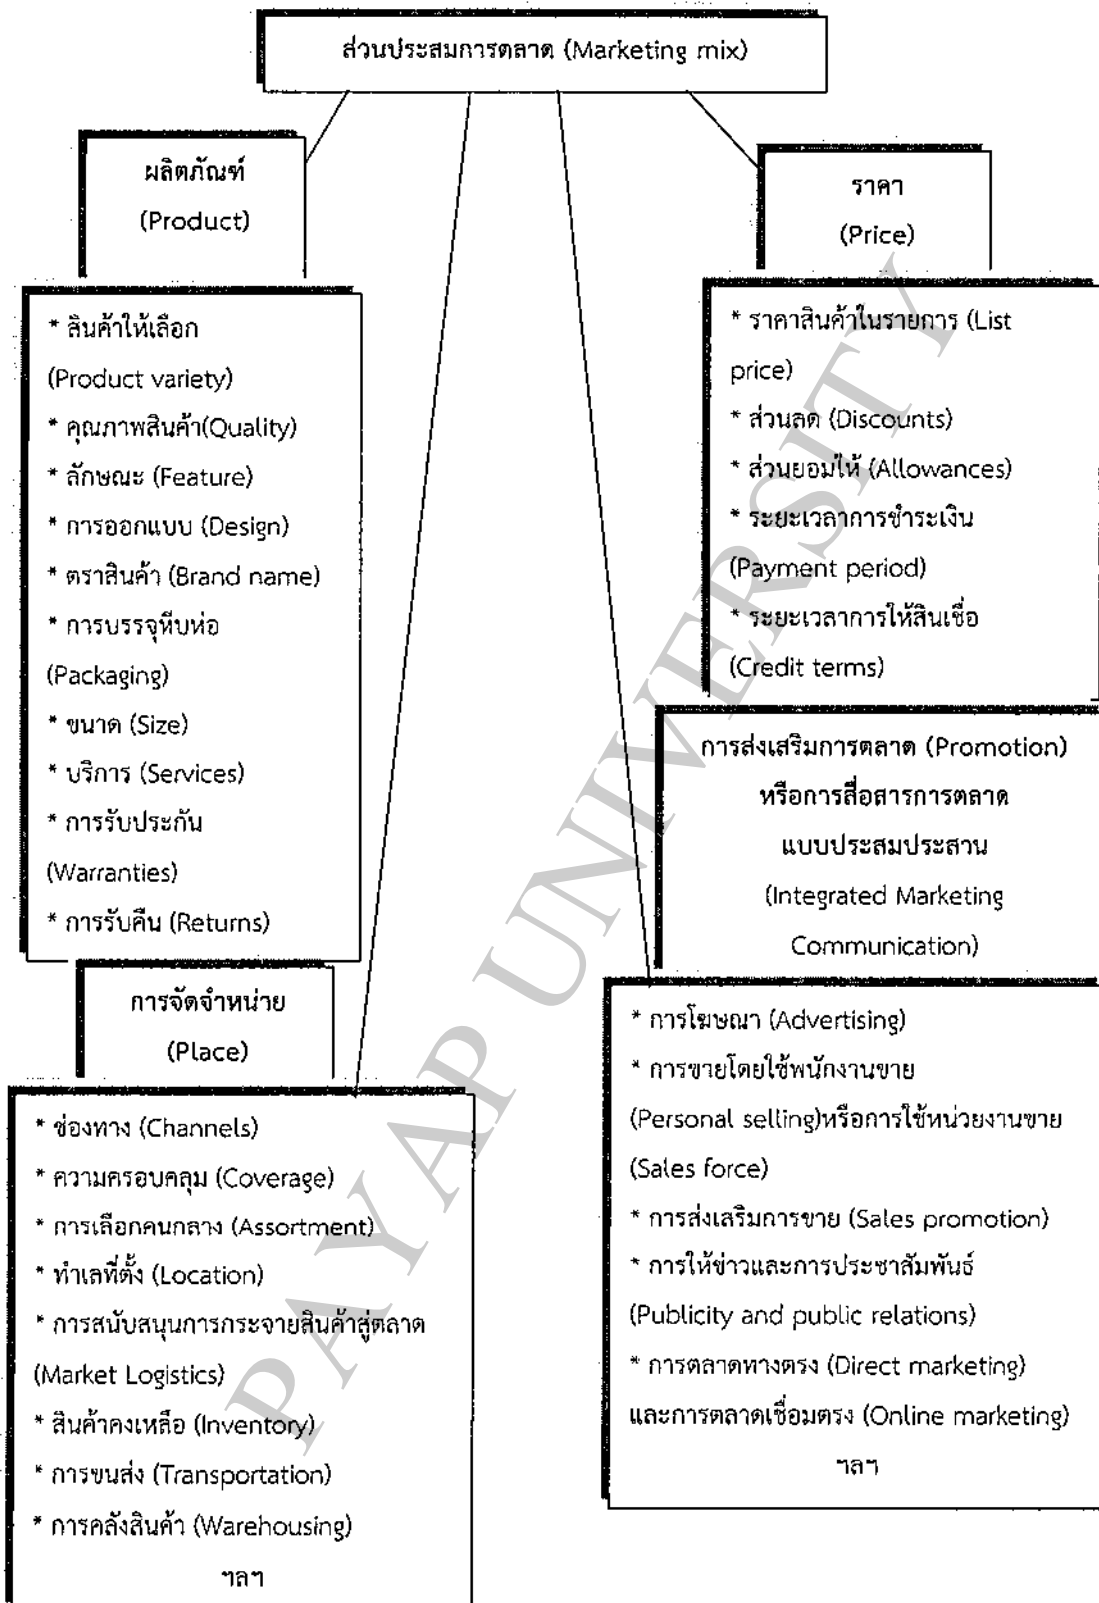 ส่วนประสมการตลาด (Marketing mix)
ผลิตภัณฑ์
(Product)
* สินค้าให้เลือก
(Product variety)
* คุณภาพสินค้า(Quality)
* ลักษณะ (Feature)
* การออกแบบ (Design)
* ตราสินค้า (Brand name)
* การบรรจุหีบห่อ
(Packaging)
* ขนาด (Size)
* บริการ (Services)
* การรับประกัน
(Warranties)
* การรับคืน (Returns)
ราคา
(Price)
* ราคาสินค้าในรายการ (List
price)
* ส่วนลด (Discounts)
* ส่วนยอมให้ (Allowances)
* ระยะเวลาการชำระเงิน
(Payment period)
* ระยะเวลาการให้สินเชื่อ
(Credit terms)
การจัดจำหน่าย
(Place)
* ช่องทาง (Channels)
* ความครอบคลุม (Coverage)
* การเลือกคนกลาง (Assortment)
* ทำเลที่ตั้ง (Location)
* การสนับสนุนการกระจายสินค้าสู่ตลาด
(Market Logistics)
* สินค้าคงเหลือ (Inventory)
* การขนส่ง (Transportation)
* การคลังสินค้า (Warehousing)
ฯลฯ
การส่งเสริมการตลาด (Promotion)
หรือการสื่อสารการตลาด
แบบประสมประสาน
(Integrated Marketing
Communication)
* การโฆษณา (Advertising)
* การขายโดยใช้พนักงานขาย
(Personal selling)หรือการใช้หน่วยงานขาย
(Sales force)
* การส่งเสริมการขาย (Sales promotion)
* การให้ข่าวและการประชาสัมพันธ์
(Publicity and public relations)
* การตลาดทางตรง (Direct marketing)
และการตลาดเชื่อมตรง (Online marketing)
ฯลฯ
PAYAP UNIVERSITY